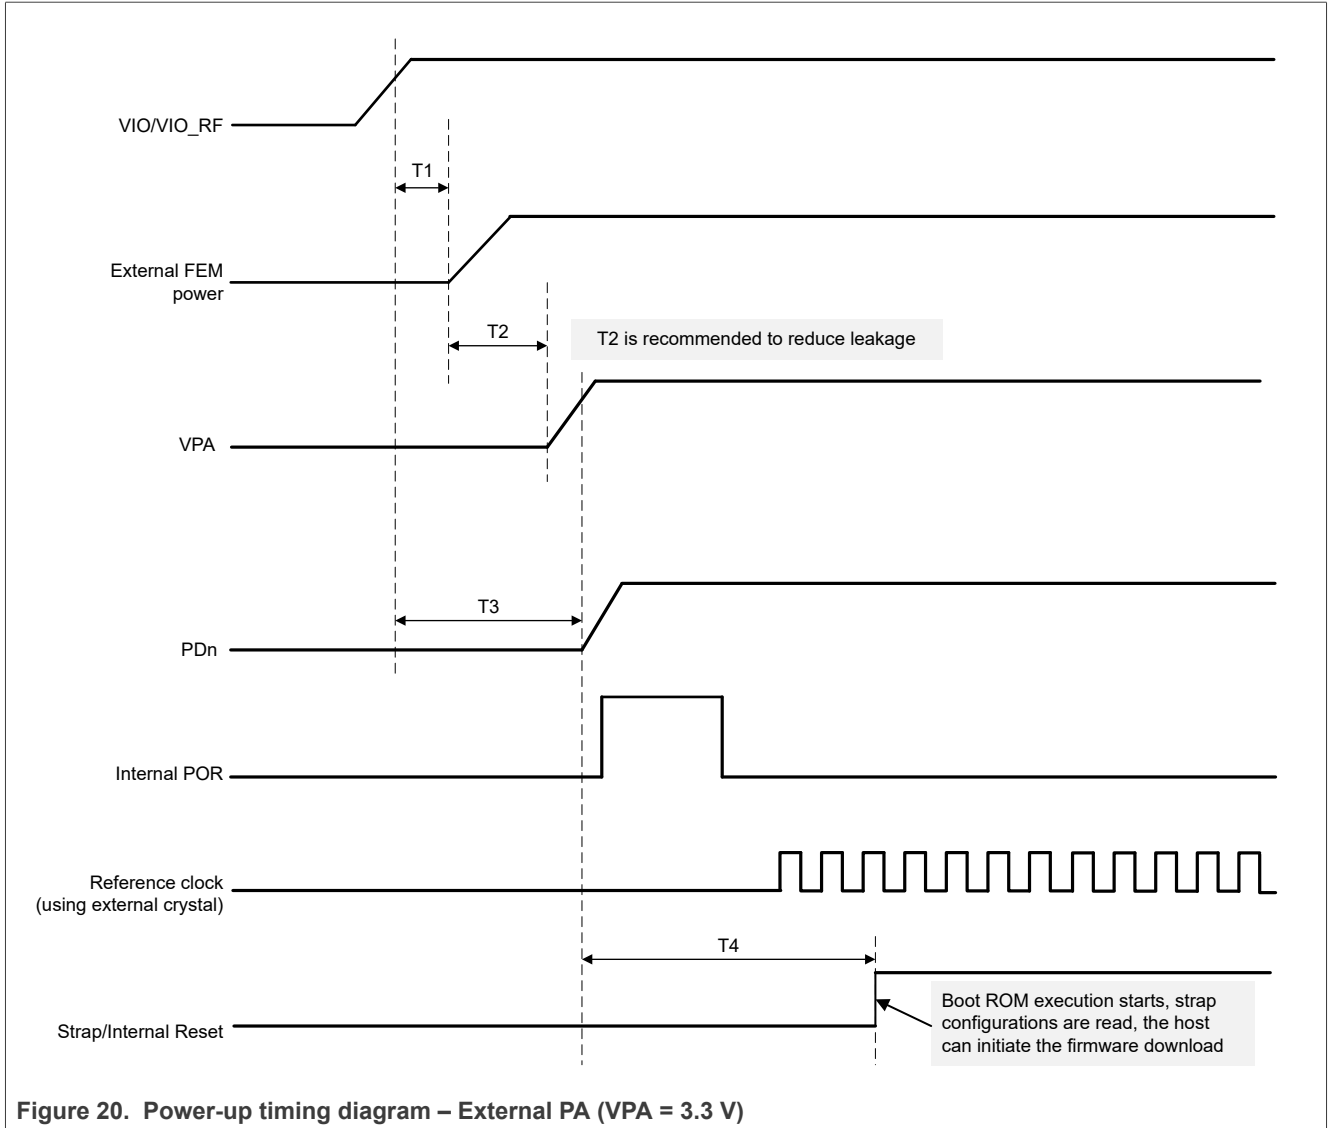 VIO/VIO_RF
T1
External FEM
power
T2
T2 is recommended to reduce leakage
VPA
T3
PDn
Internal POR
Reference clock
(using external crystal)
T4
Boot ROM execution starts, strap
configurations are read, the host
can initiate the firmware download
Strap/Internal Reset
Figure 20. Power-up timing diagram – External PA (VPA = 3.3 V)